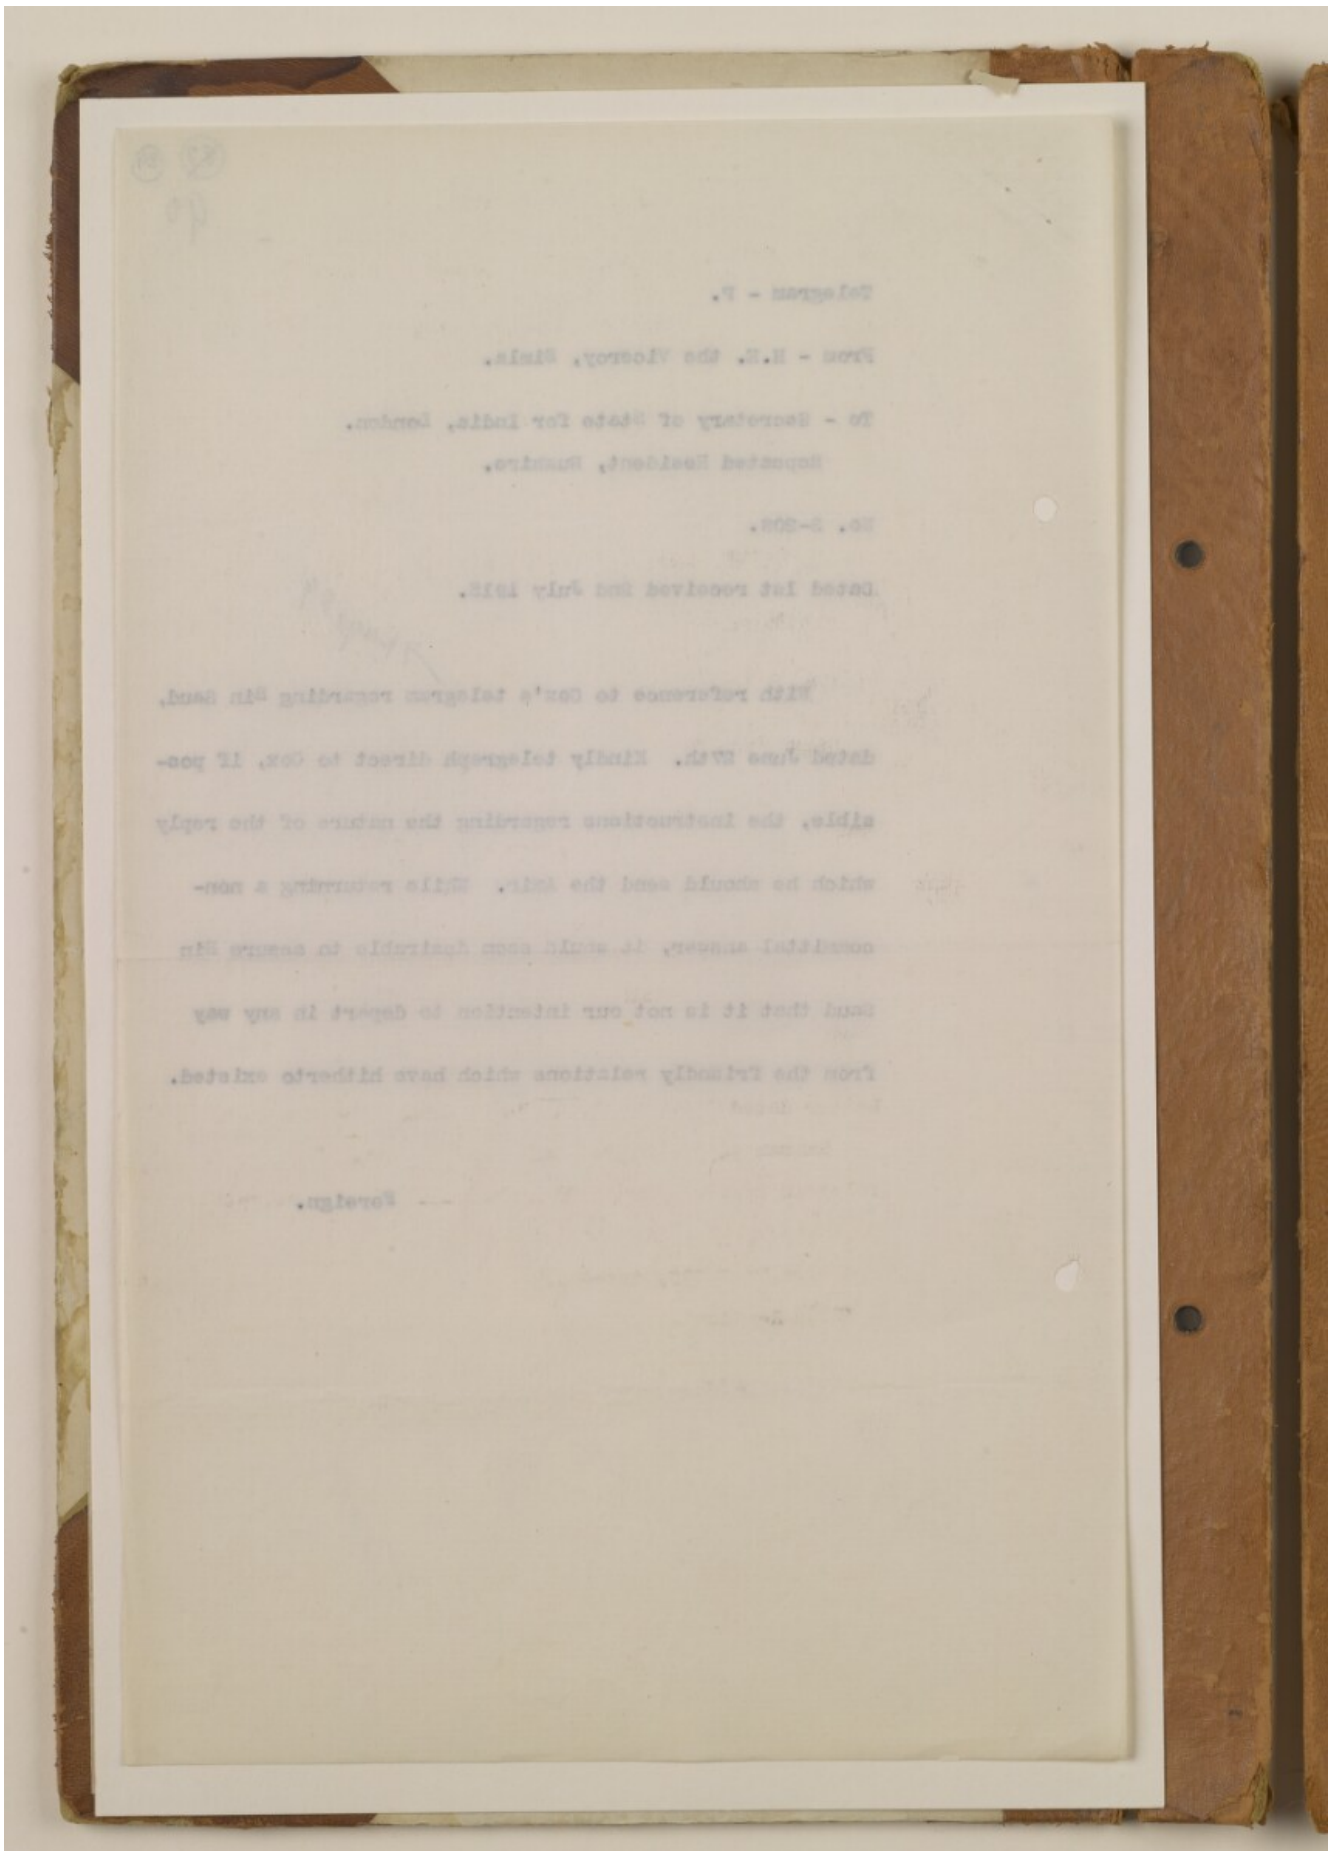 Telegram - P.
From - H.E. the Viceroy, Simla.
To - Secretary of State for India, London.
Repeated Resident, Bushire.
No. S-208.
Dated 1st received 2nd July 1913.
With reference to Cox's telegram regarding Bin Saud,
dated June 27th. Kindly telegraph direct to Cox, if pos-
sible, the instructions regarding the nature of the reply
which he should send the Amir. While returning a non-
committal answer, it would seem desirable to assure Bin
Saud that it is not our intention to depart in any way
from the friendly relations which have hitherto existed.
Foreign.